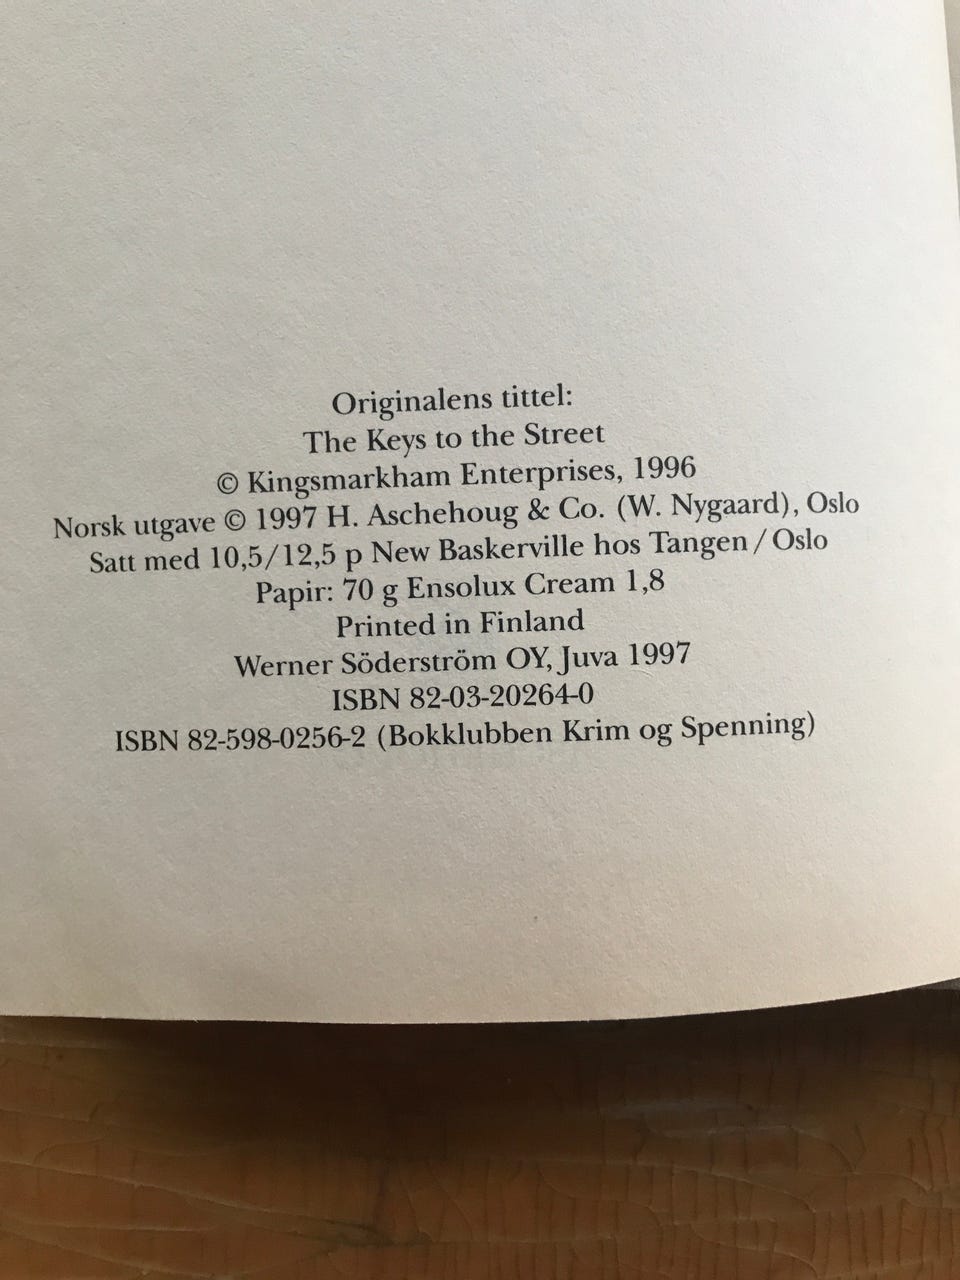 Originalens tittel:
The Keys to the Street
© Kingsmarkham Enterprises, 1996
Norsk utgave © 1997 H. Aschehoug & Co. (W. Nygaard), Oslo
Satt med 10,5/12,5 p New Baskerville hos Tangen / Oslo
Papir: 70 g Ensolux Cream 1,8
Printed in Finland
Werner Söderström OY, Juva 1997
ISBN 82-03-20264-0
ISBN 82-598-0256-2 (Bokklubben Krim og Spenning)